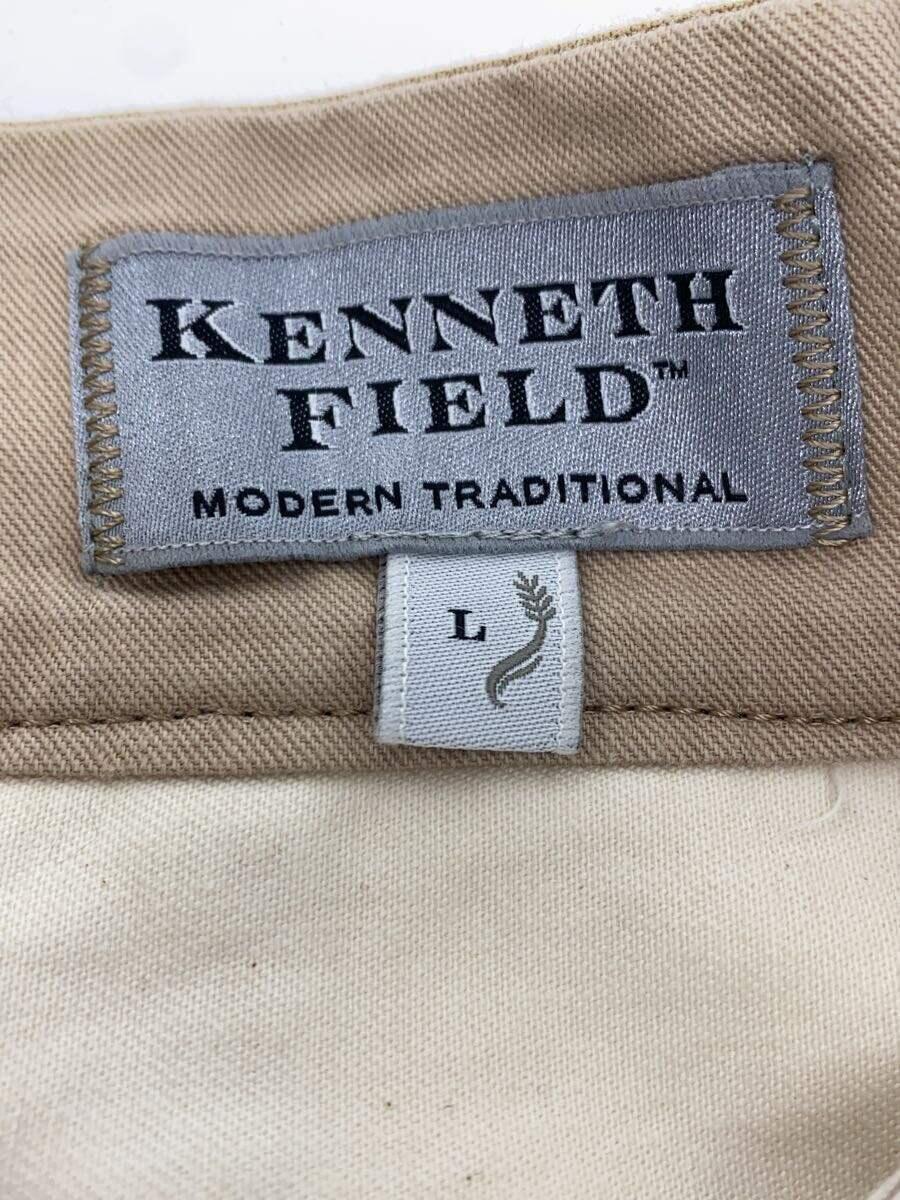 KENNETH
FIELD™
MODERN TRADITIONAL
L